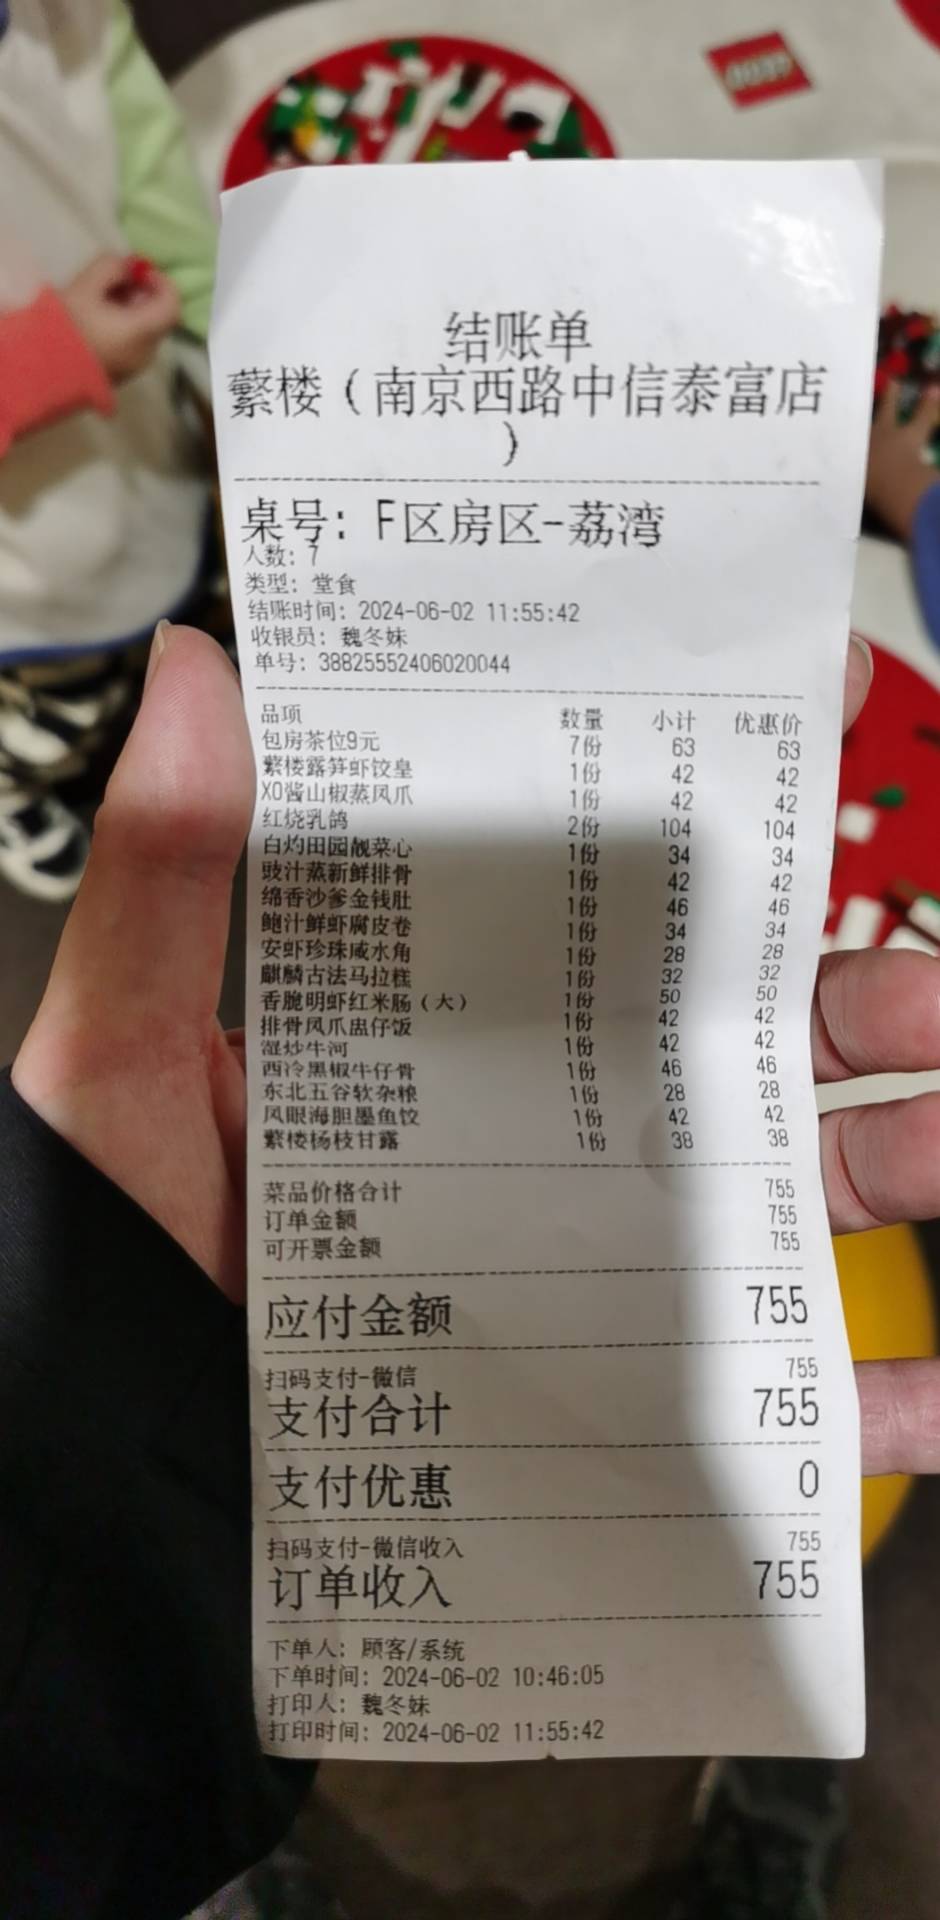 结账单
蘩楼（南京西路中信泰富店
）
桌号: F区房区-荔湾
人数: 7
类型: 堂食
结账时间: 2024-06-02 11:55:42
收银员: 魏冬妹
单号: 38825552406020044
品项 数量 小计 优惠价
包房茶位9元 7份 63 63
蘩楼露笋虾饺皇 1份 42 42
XO酱山椒蒸凤爪 1份 42 42
红烧乳鸽 2份 104 104
白灼田园靓菜心 1份 34 34
豉汁蒸新鲜排骨 1份 42 42
绵香沙爹金钱肚 1份 46 46
鲍汁鲜虾腐皮卷 1份 34 34
安虾珍珠咸水角 1份 28 28
麒麟古法马拉糕 1份 32 32
香脆明虾红米肠（大） 1份 50 50
排骨凤爪盅仔饭 1份 42 42
湿炒牛河 1份 42 42
西冷黑椒牛仔骨 1份 46 46
东北五谷软杂粮 1份 28 28
凤眼海胆墨鱼饺 1份 42 42
蘩楼杨枝甘露 1份 38 38
菜品价格合计 755
订单金额 755
可开票金额 755
应付金额 755
扫码支付-微信 755
支付合计 755
支付优惠 0
扫码支付-微信收入 755
订单收入 755
下单人: 顾客/系统
下单时间: 2024-06-02 10:46:05
打印人: 魏冬妹
打印时间: 2024-06-02 11:55:42